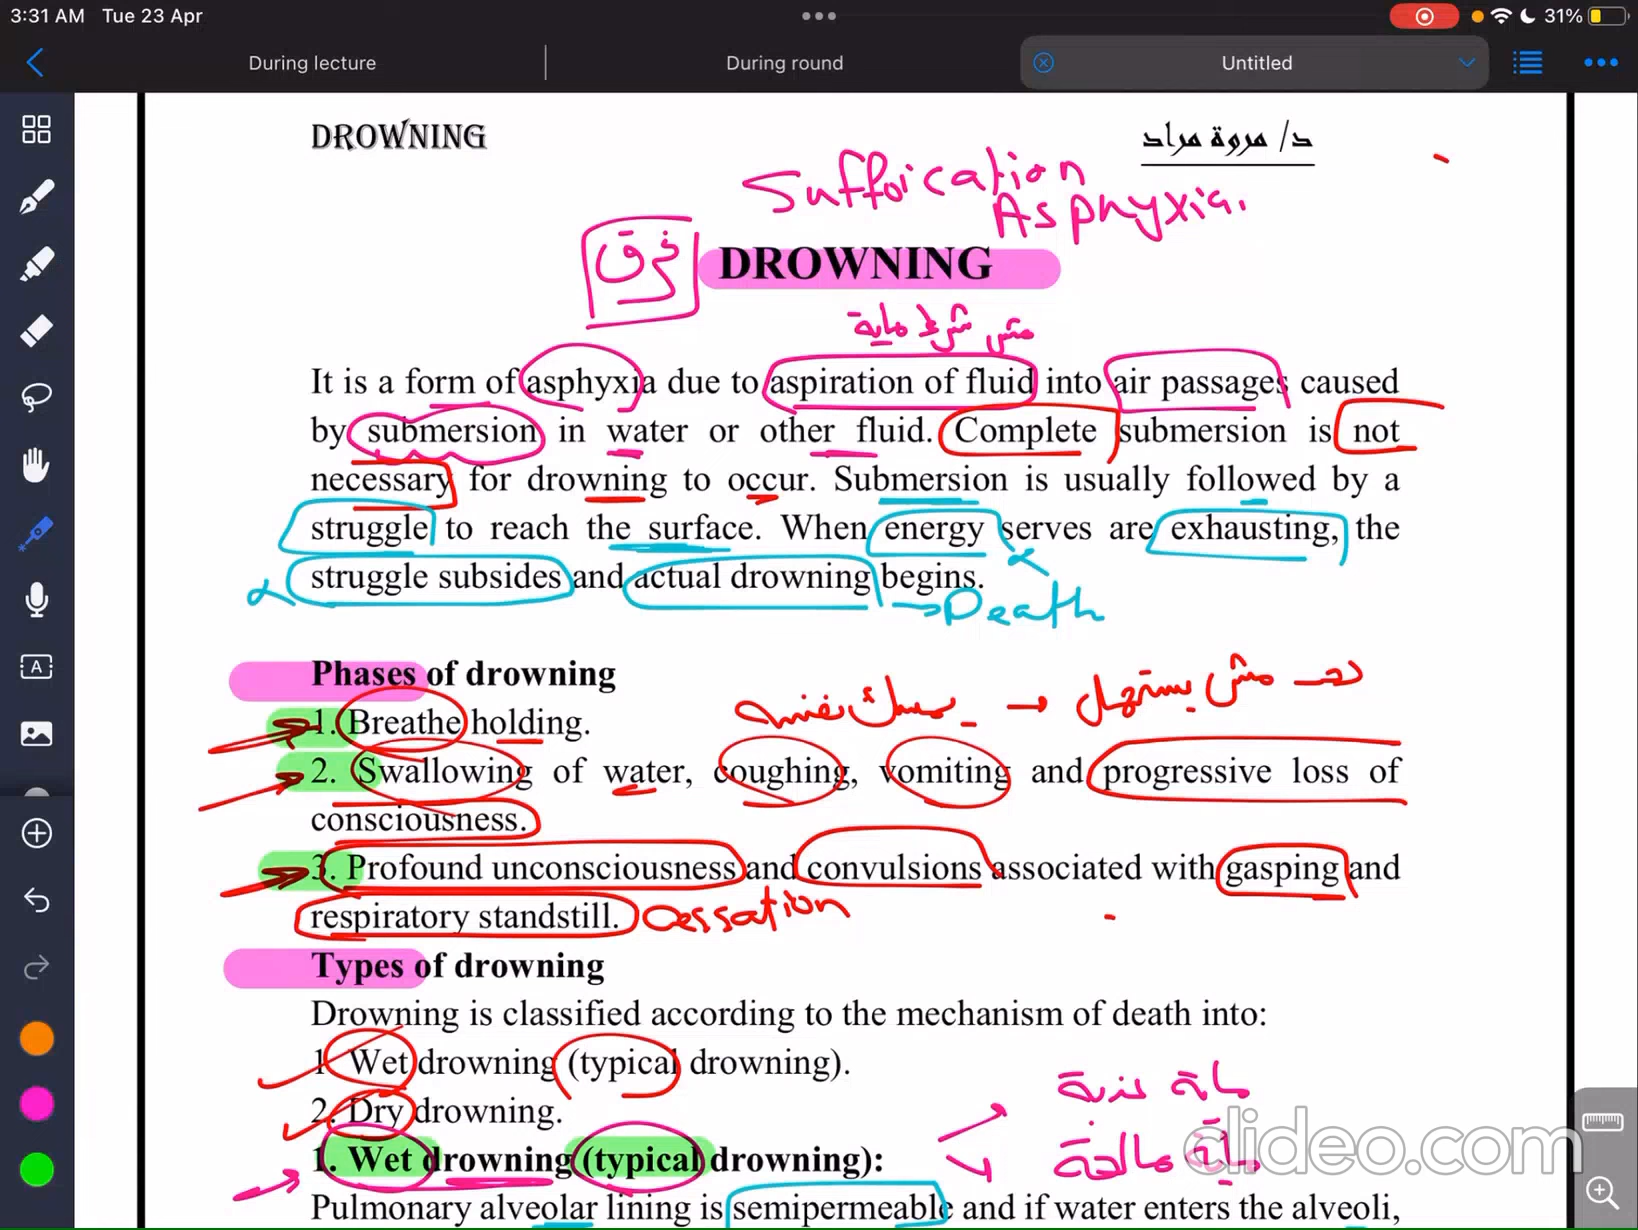 3:31 AM Tue 23 Apr
31%
During lecture
During round
Untitled
DROWNING
د/ مروة مراد
Suffoication
Asphyxia.
غرق
DROWNING
مش شرط ماية
It is a form of asphyxia due to aspiration of fluid into air passages caused
by submersion in water or other fluid. Complete submersion is not
necessary for drowning to occur. Submersion is usually followed by a
struggle to reach the surface. When energy serves are exhausting, the
struggle subsides and actual drowning begins.
Death
Phases of drowning
مش يستحمل
يمسك نفسه
1. Breathe holding.
2. Swallowing of water, coughing, vomiting and progressive loss of
consciousness.
3. Profound unconsciousness and convulsions associated with gasping and
respiratory standstill.
Cessation
Types of drowning
Drowning is classified according to the mechanism of death into:
1. Wet drowning (typical drowning).
2. Dry drowning.
ماية عذبة
1. Wet drowning (typical drowning):
ماية مالحة
clideo.com
Pulmonary alveolar lining is semipermeable and if water enters the alveoli,